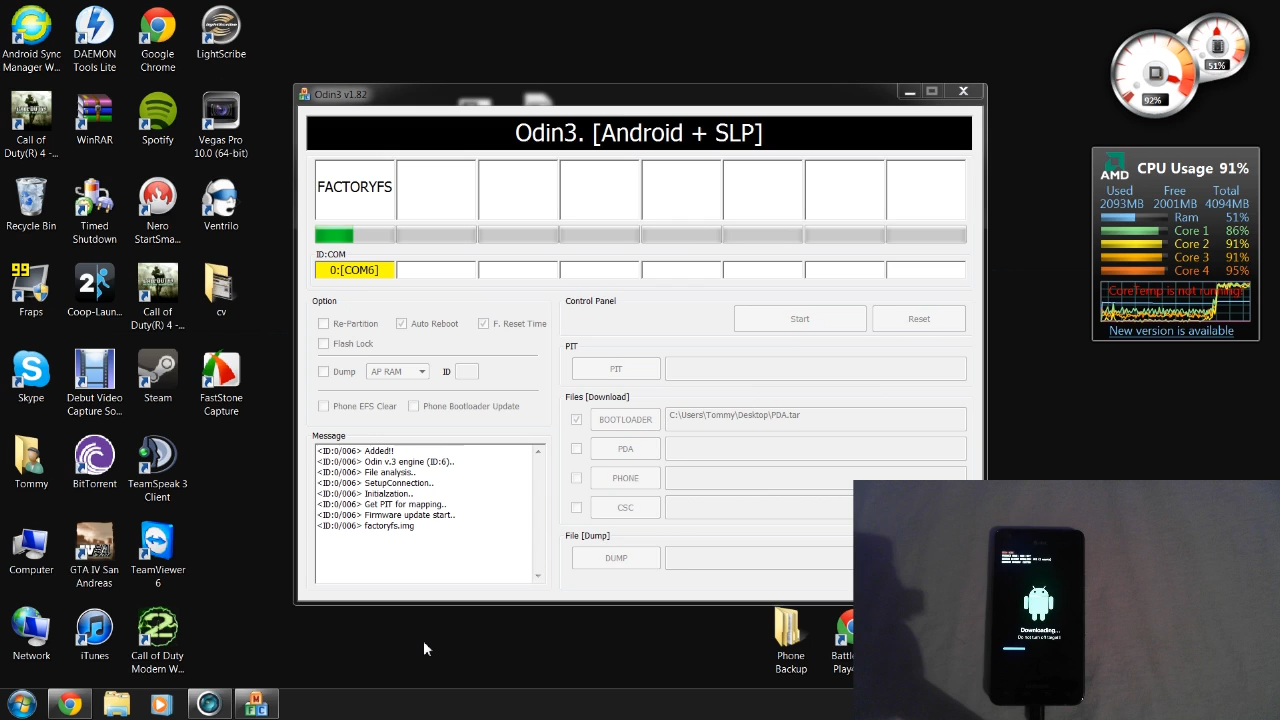 Android Sync
Manager W...
DAEMON
Tools Lite
Google
Chrome
LightScribe
Call of
Duty(R) 4 -...
WinRAR
Spotify
Vegas Pro
10.0 (64-bit)
Recycle Bin
Timed
Shutdown
Nero
StartSma...
Ventrilo
99
Fraps
2
Coop-Laun...
Call of
Duty(R) 4 -...
cv
Skype
Debut Video
Capture So...
Steam
FastStone
Capture
Tommy
BitTorrent
TeamSpeak 3
Client
Computer
GTA IV San
Andreas
TeamViewer
6
Network
iTunes
2
Call of Duty
Modern W...
Odin3 v1.82
Odin3. [Android + SLP]
FACTORYFS
ID:COM
0:[COM6]
Option
Re-Partition
Auto Reboot
F. Reset Time
Flash Lock
Dump
AP RAM
ID
Phone EFS Clear
Phone Bootloader Update
Message
<ID:0/006> Added!!
<ID:0/006> Odin v.3 engine (ID:6)..
<ID:0/006> File analysis..
<ID:0/006> SetupConnection..
<ID:0/006> Initialzation..
<ID:0/006> Get PIT for mapping..
<ID:0/006> Firmware update start..
<ID:0/006> factoryfs.img
Control Panel
Start
Reset
PIT
PIT
Files [Download]
BOOTLOADER
C:\Users\Tommy\Desktop\PDA.tar
PDA
PHONE
CSC
File [Dump]
DUMP
Phone
Backup
Battl
Play
51%
92%
AMD
CPU Usage 91%
Used Free Total
2093MB 2001MB 4094MB
Ram 51%
Core 1 86%
Core 2 91%
Core 3 91%
Core 4 95%
CoreTemp is not running!
New version is available
Downloading...
Do not turn off target!!
M
F C